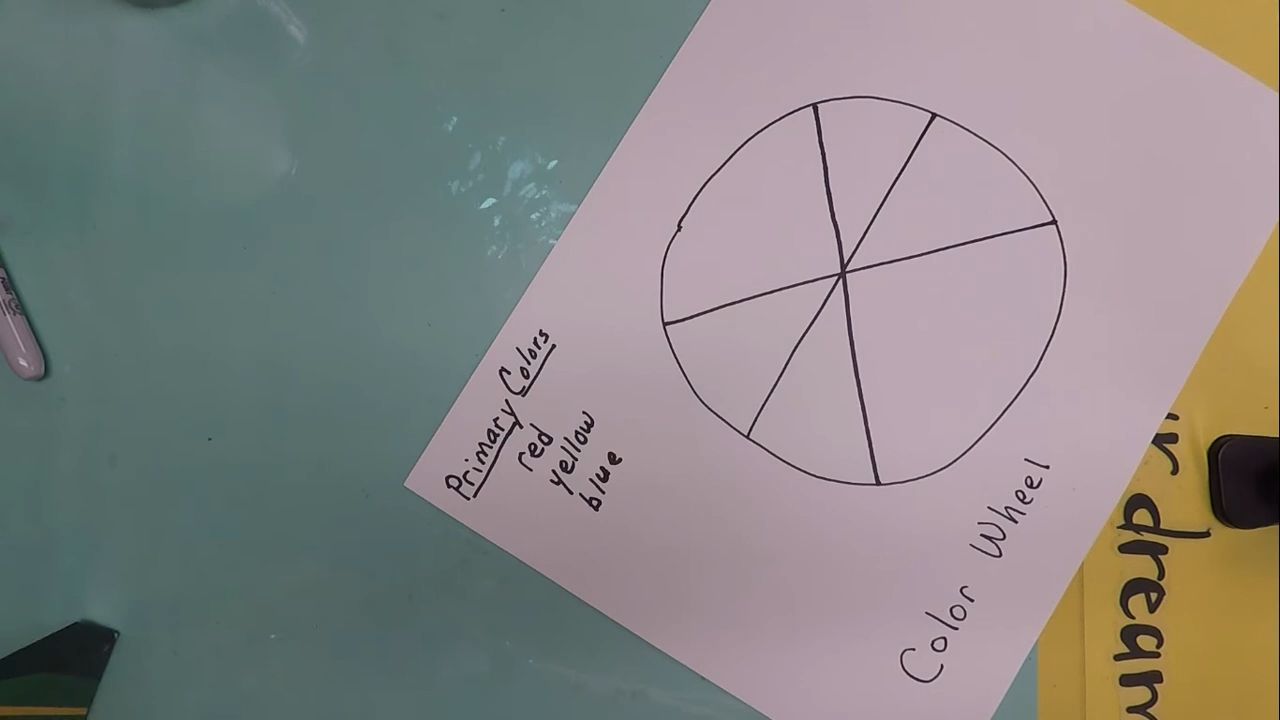 Primary Colors
red
yellow
blue
Color Wheel
dream